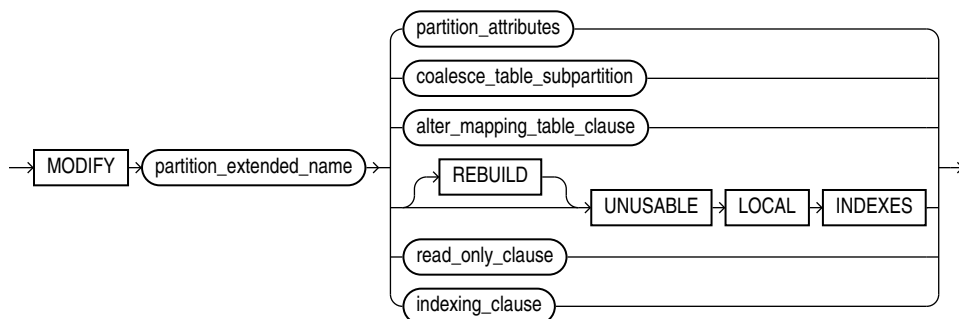 partition_attributes
coalesce_table_subpartition
alter_mapping_table_clause
MODIFY partition_extended_name
REBUILD
UNUSABLE LOCAL INDEXES
read_only_clause
indexing_clause